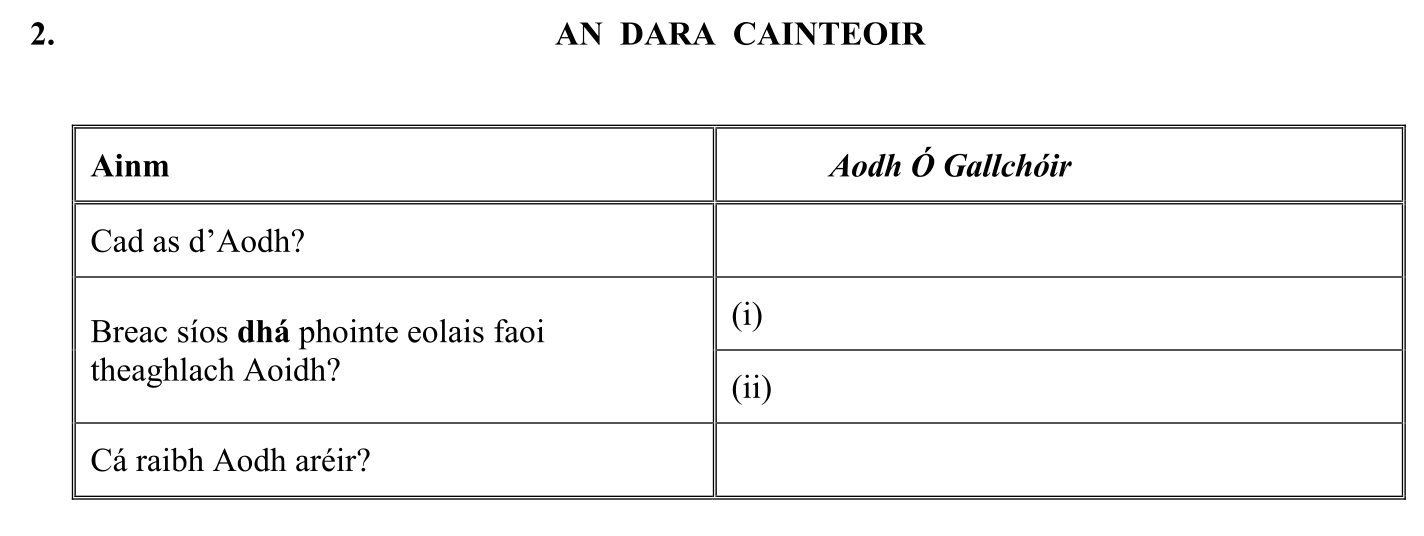 2. AN DARA CAINTEOIR
Ainm Aodh Ó Gallchóir
Cad as d’Aodh?
Breac síos dhá phointe eolais faoi
theaghlach Aoidh?
(i)
(ii)
Cá raibh Aodh aréir?